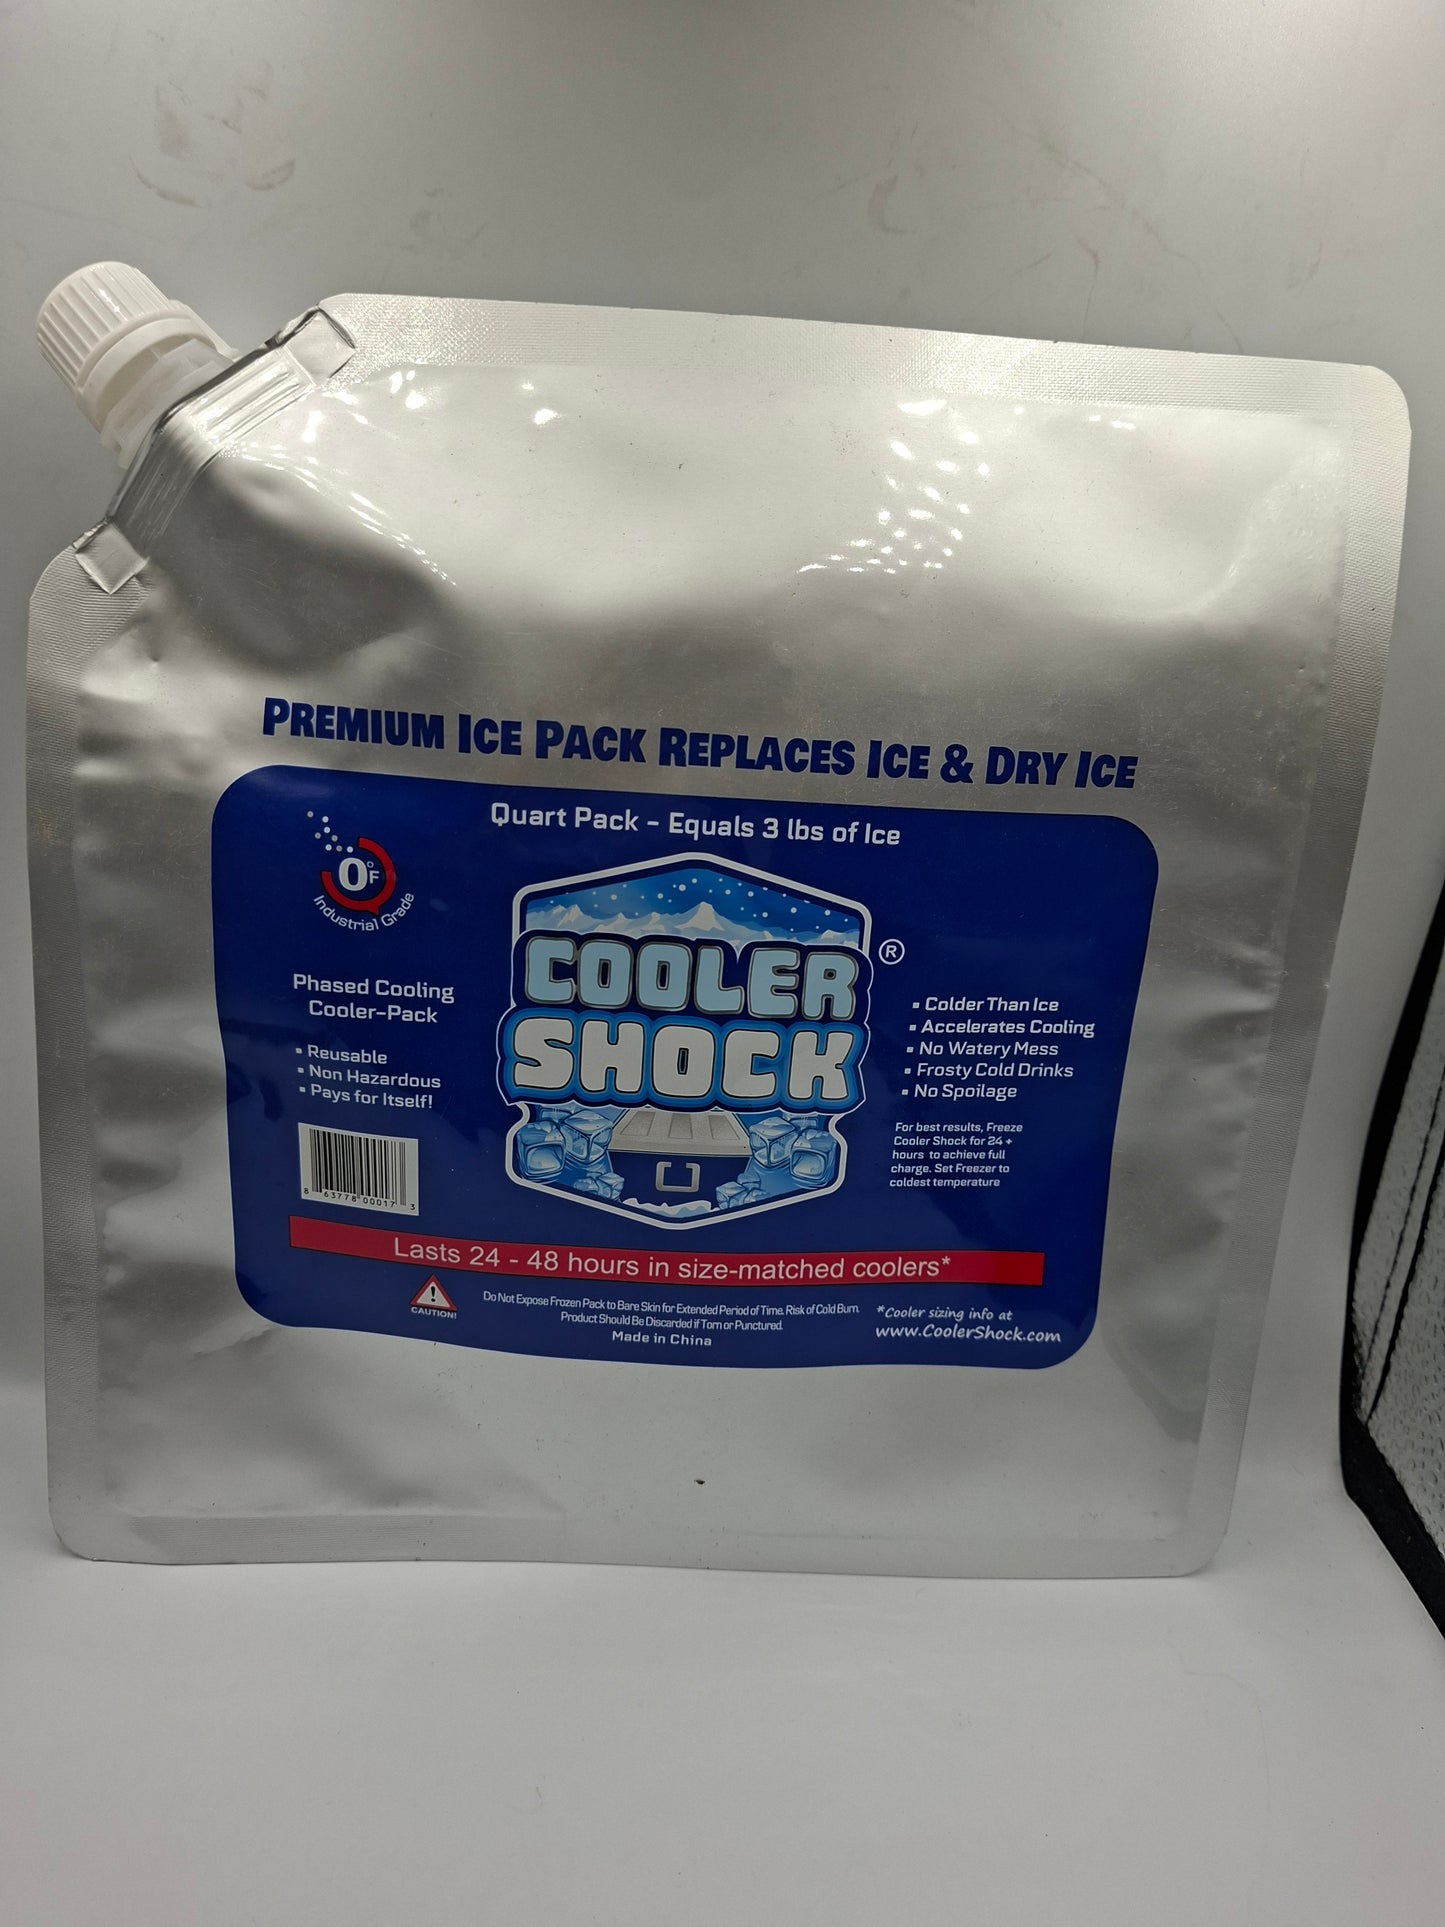 PREMIUM ICE PACK REPLACES ICE & DRY ICE
Quart Pack - Equals 3 lbs of Ice
0°F
Industrial Grade
Phased Cooling
Cooler-Pack
▪ Reusable
▪ Non Hazardous
▪ Pays for Itself!
8 63778 00017 3
COOLER
SHOCK
®
▪ Colder Than Ice
▪ Accelerates Cooling
▪ No Watery Mess
▪ Frosty Cold Drinks
▪ No Spoilage
For best results, Freeze
Cooler Shock for 24 +
hours to achieve full
charge. Set Freezer to
coldest temperature
Lasts 24 - 48 hours in size-matched coolers*
!
CAUTION!
Do Not Expose Frozen Pack to Bare Skin for Extended Period of Time. Risk of Cold Burn.
Product Should Be Discarded if Torn or Punctured.
Made in China
*Cooler sizing info at
www.CoolerShock.com